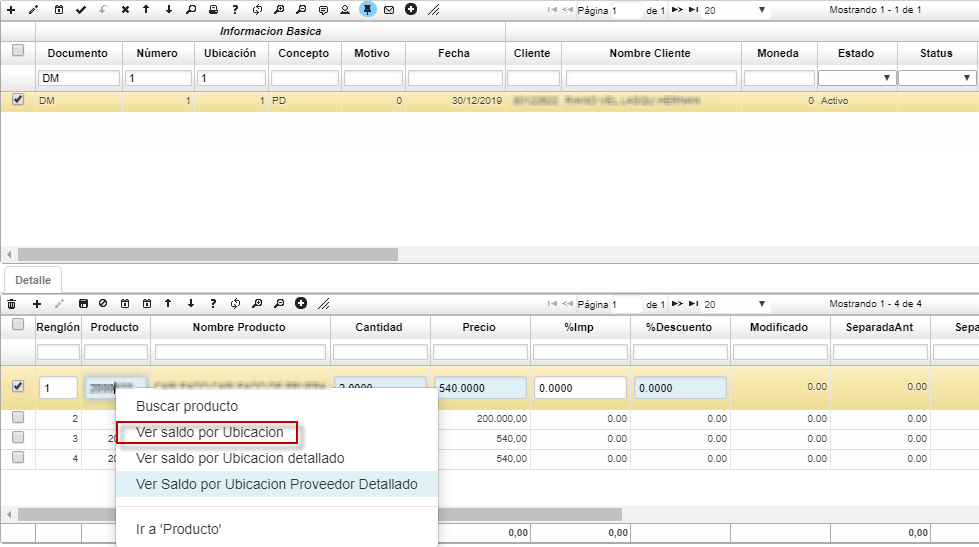 Página 1 de 1 20 Mostrando 1 - 1 de 1
Informacion Basica
Documento Número Ubicación Concepto Motivo Fecha Cliente Nombre Cliente Moneda Estado Status
DM 1 1
DM 1 1 PD 0 30/12/2019 0 Activo
Detalle
Página 1 de 1 20 Mostrando 1 - 4 de 4
Renglón Producto Nombre Producto Cantidad Precio %Imp %Descuento Modificado SeparadaAnt Sepa
1 540.0000 0.0000 0.0000 0.00 0.00
Buscar producto
2 200.000,00 0.00 0.00 0.00 0.00
Ver saldo por Ubicacion
3 20 540,00 0.00 0.00 0.00 0.00
Ver saldo por Ubicacion detallado
4 20 540,00 0.00 0.00 0.00 0.00
Ver Saldo por Ubicacion Proveedor Detallado
Ir a 'Producto'
0,00 0,00 0,00